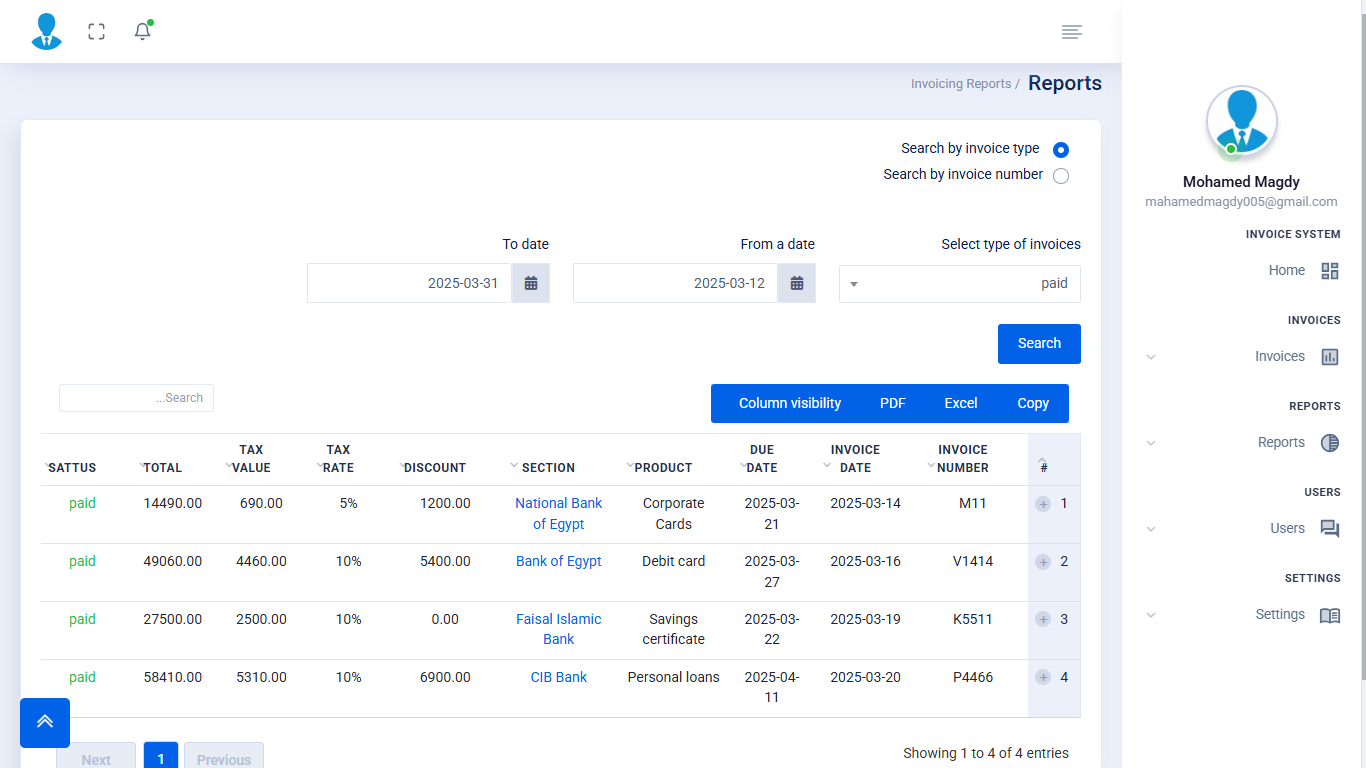 Invoicing Reports / Reports
Search by invoice type
Search by invoice number
To date
From a date
Select type of invoices
2025-03-31
2025-03-12
paid
Search
...Search
Column visibility
PDF
Excel
Copy
SATTUS TOTAL TAX VALUE TAX RATE DISCOUNT SECTION PRODUCT DUE DATE INVOICE DATE INVOICE NUMBER #
paid 14490.00 690.00 5% 1200.00 National Bank of Egypt Corporate Cards 2025-03-21 2025-03-14 M11 1
paid 49060.00 4460.00 10% 5400.00 Bank of Egypt Debit card 2025-03-27 2025-03-16 V1414 2
paid 27500.00 2500.00 10% 0.00 Faisal Islamic Bank Savings certificate 2025-03-22 2025-03-19 K5511 3
paid 58410.00 5310.00 10% 6900.00 CIB Bank Personal loans 2025-04-11 2025-03-20 P4466 4
Next
1
Previous
Showing 1 to 4 of 4 entries
Mohamed Magdy
mahamedmagdy005@gmail.com
INVOICE SYSTEM
Home
INVOICES
Invoices
REPORTS
Reports
USERS
Users
SETTINGS
Settings